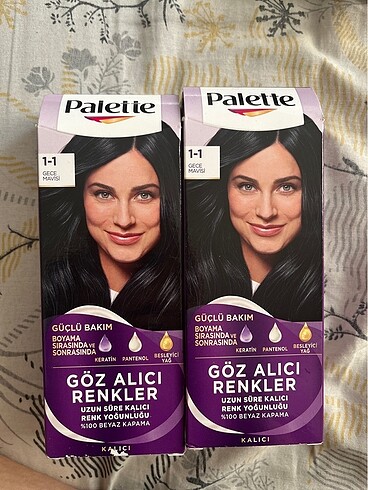 Palette
1-1
GECE
MAVİSİ
GÜÇLÜ BAKIM
BOYAMA
SIRASINDA VE
SONRASINDA
KERATİN
PANTENOL
BESLEYİCİ
YAĞ
GÖZ ALICI
RENKLER
UZUN SÜRE KALICI
RENK YOĞUNLUĞU
%100 BEYAZ KAPAMA
KALICI
Palette
1-1
GECE
MAVİSİ
GÜÇLÜ BAKIM
BOYAMA
SIRASINDA VE
SONRASINDA
KERATİN
PANTENOL
BESLEYİCİ
YAĞ
GÖZ ALICI
RENKLER
UZUN SÜRE KALICI
RENK YOĞUNLUĞU
%100 BEYAZ KAPAMA
KALICI